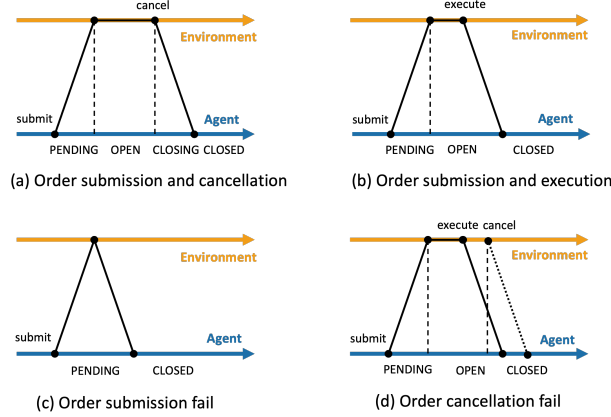 cancel
Environment
submit
Agent
PENDING OPEN CLOSING CLOSED
(a) Order submission and cancellation
execute
Environment
submit
Agent
PENDING OPEN CLOSED
(b) Order submission and execution
Environment
submit
Agent
PENDING CLOSED
(c) Order submission fail
execute cancel
Environment
submit
Agent
PENDING OPEN CLOSED
(d) Order cancellation fail